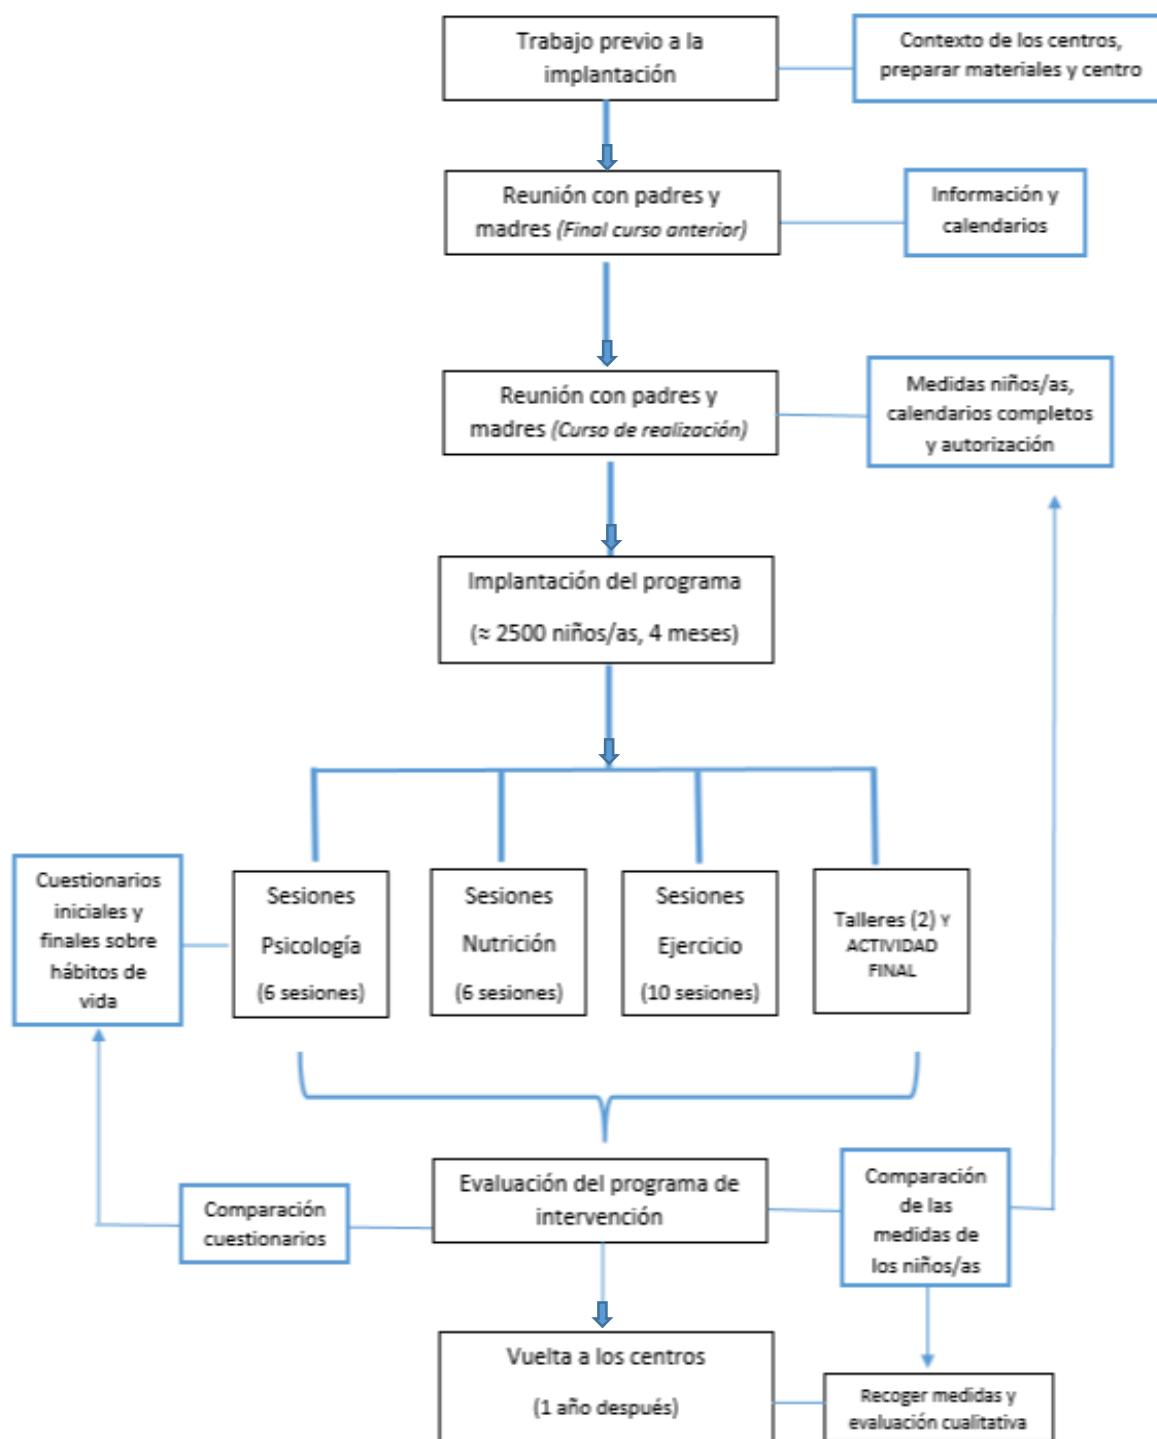 Trabajo previo a la
implantación
Contexto de los centros,
preparar materiales y centro
Reunión con padres y
madres (Final curso anterior)
Información y
calendarios
Reunión con padres y
madres (Curso de realización)
Medidas niños/as,
calendarios completos
y autorización
Implantación del programa
(≈ 2500 niños/as, 4 meses)
Cuestionarios
iniciales y
finales sobre
hábitos de
vida
Sesiones
Psicología
(6 sesiones)
Sesiones
Nutrición
(6 sesiones)
Sesiones
Ejercicio
(10 sesiones)
Talleres (2) Y
ACTIVIDAD
FINAL
Comparación
cuestionarios
Evaluación del programa de
intervención
Comparación
de las
medidas de
los niños/as
Vuelta a los centros
(1 año después)
Recoger medidas y
evaluación cualitativa